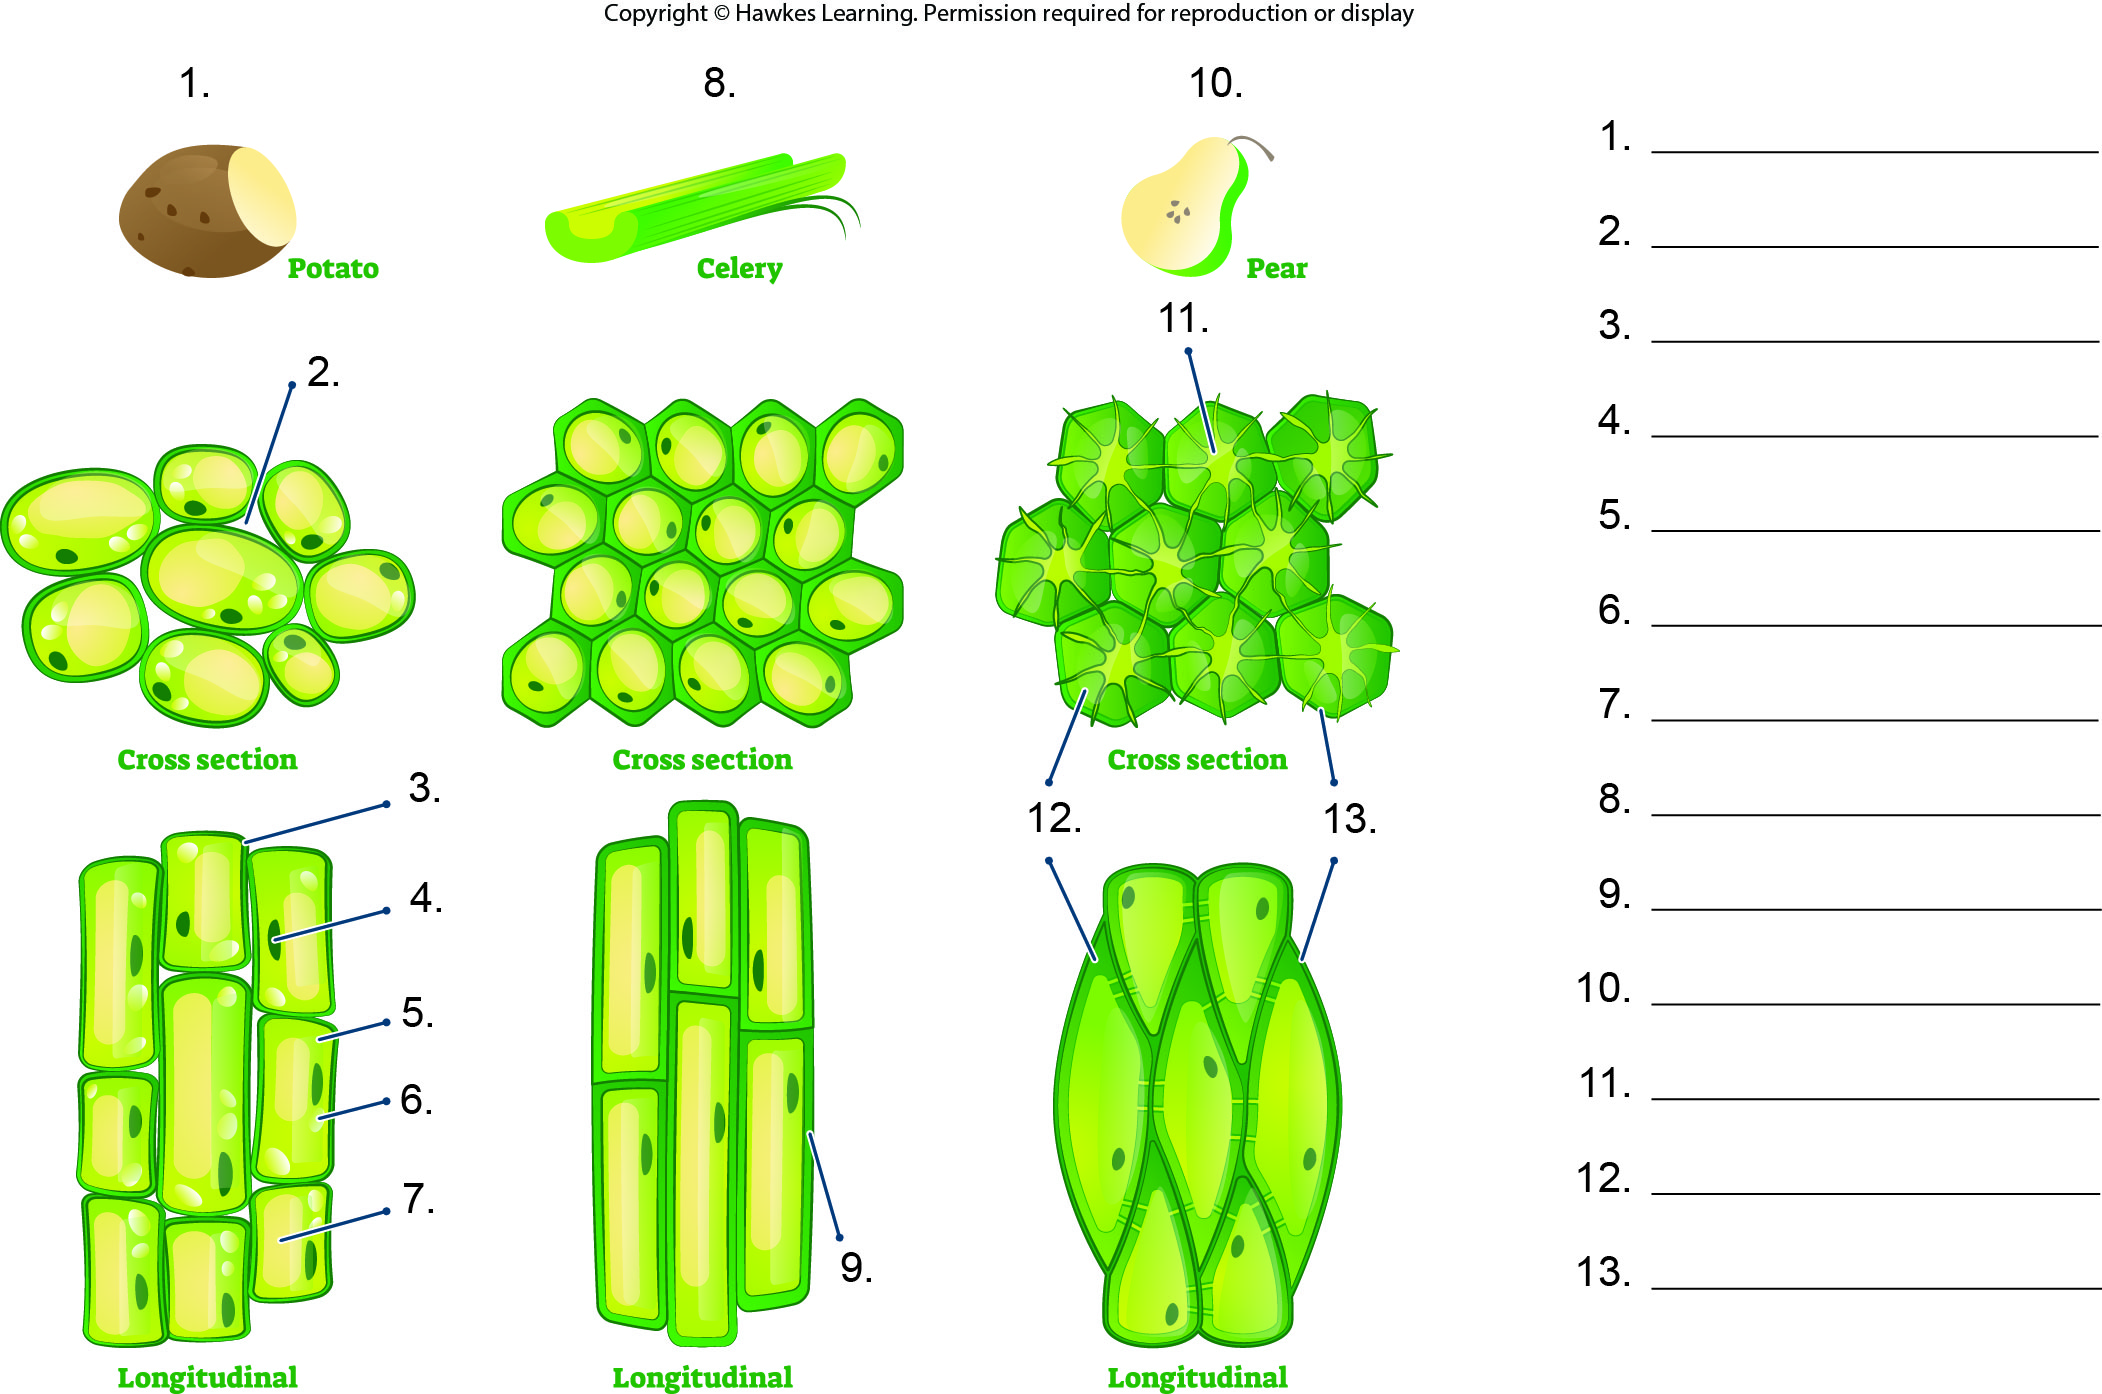 Copyright © Hawkes Learning. Permission required for reproduction or display
1.
8.
10.
Potato
Celery
Pear
11.
2.
Cross section
Cross section
Cross section
3.
12.
13.
4.
5.
6.
7.
9.
Longitudinal
Longitudinal
Longitudinal
1.
2.
3.
4.
5.
6.
7.
8.
9.
10.
11.
12.
13.